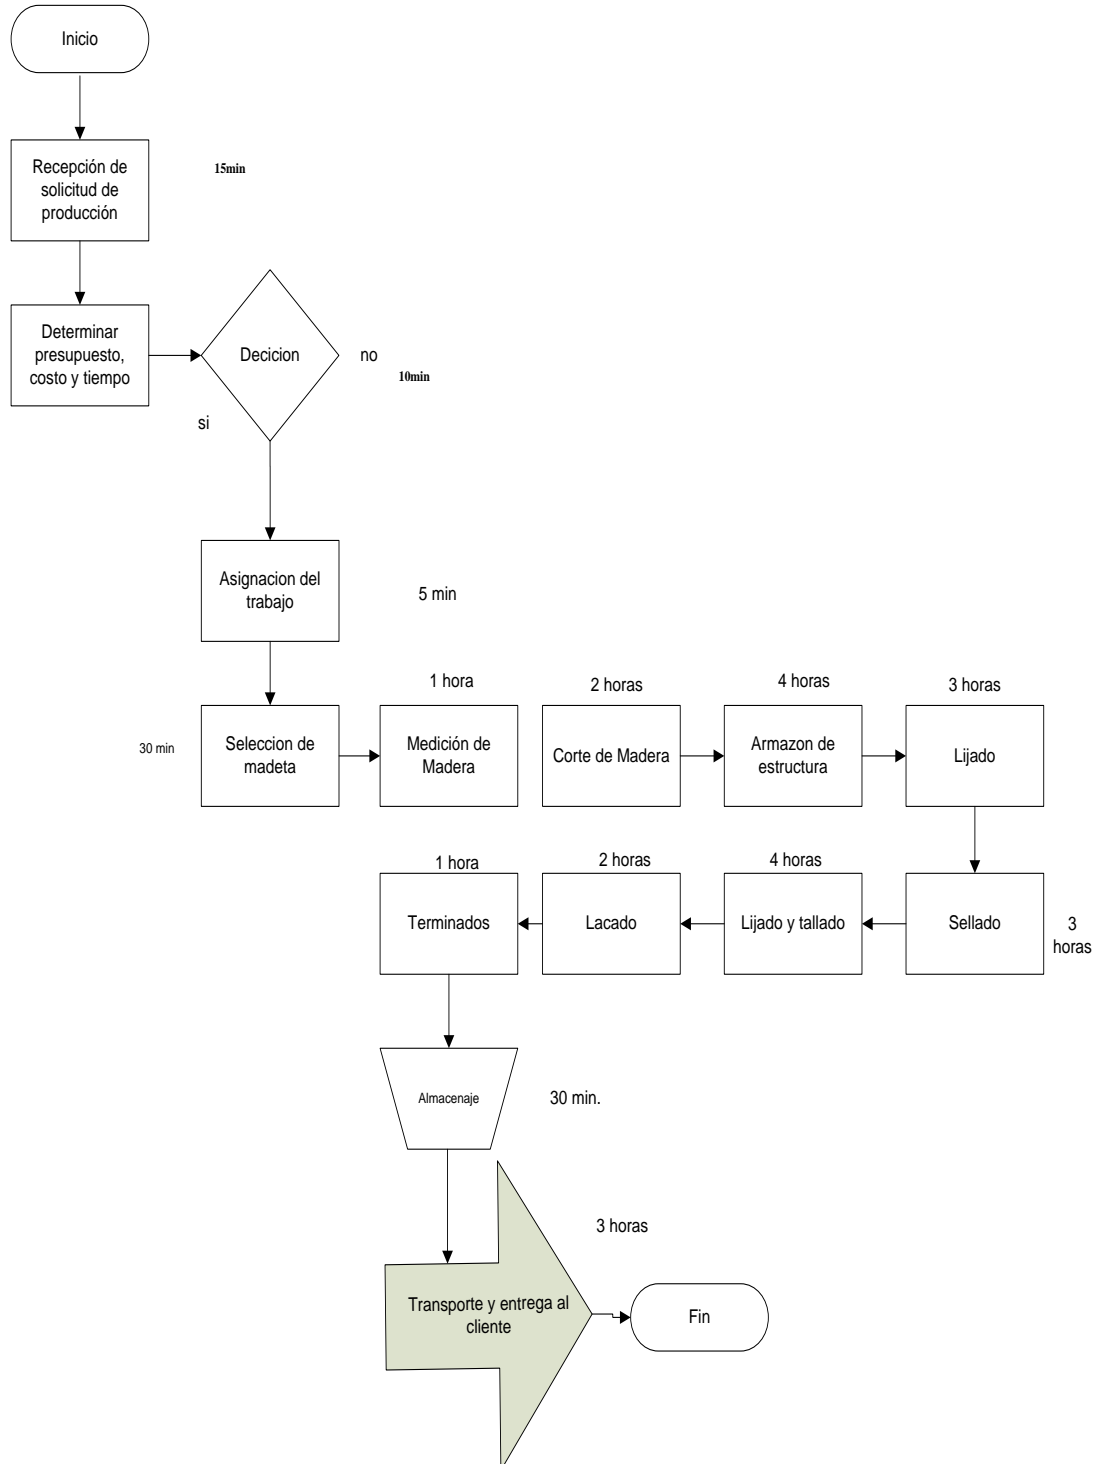 Inicio
Recepción de
solicitud de
producción
15min
Determinar
presupuesto,
costo y tiempo
Decicion
no
10min
si
Asignacion del
trabajo
5 min
30 min
Seleccion de
madeta
1 hora
Medición de
Madera
2 horas
Corte de Madera
4 horas
Armazon de
estructura
3 horas
Lijado
Sellado
3
horas
4 horas
Lijado y tallado
2 horas
Lacado
1 hora
Terminados
Almacenaje
30 min.
3 horas
Transporte y entrega al
cliente
Fin